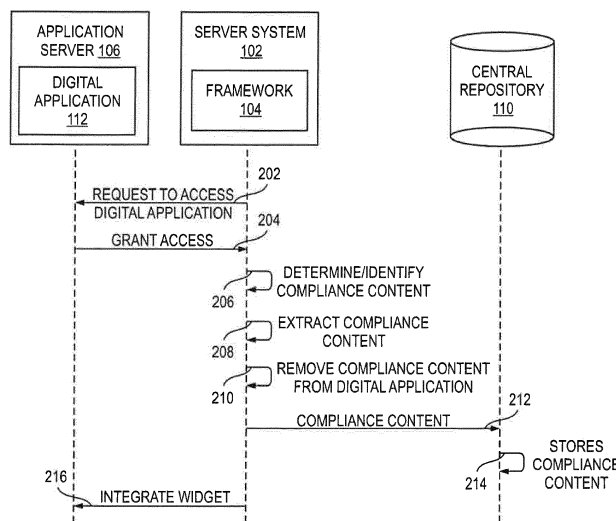 APPLICATION
SERVER 106
DIGITAL
APPLICATION
112
SERVER SYSTEM
102
FRAMEWORK
104
CENTRAL
REPOSITORY
110
202
REQUEST TO ACCESS
DIGITAL APPLICATION
204
GRANT ACCESS
206
DETERMINE/IDENTIFY
COMPLIANCE CONTENT
208
EXTRACT COMPLIANCE
CONTENT
210
REMOVE COMPLIANCE CONTENT
FROM DIGITAL APPLICATION
212
COMPLIANCE CONTENT
214
STORES
COMPLIANCE
CONTENT
216
INTEGRATE WIDGET